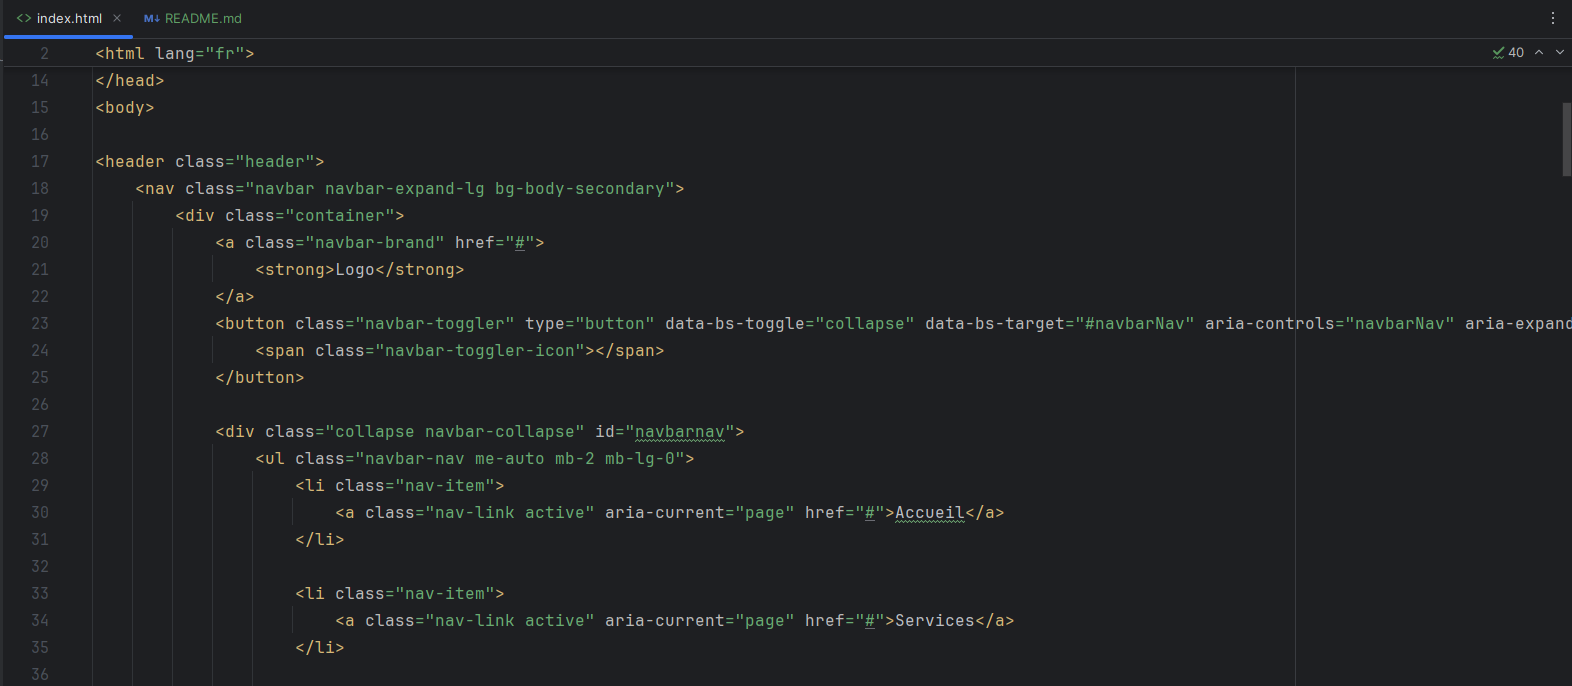 <> index.html × M↓ README.md
2 <html lang="fr"> 40
14 </head>
15 <body>
16
17 <header class="header">
18 <nav class="navbar navbar-expand-lg bg-body-secondary">
19 <div class="container">
20 <a class="navbar-brand" href="#">
21 <strong>Logo</strong>
22 </a>
23 <button class="navbar-toggler" type="button" data-bs-toggle="collapse" data-bs-target="#navbarNav" aria-controls="navbarNav" aria-expand
24 <span class="navbar-toggler-icon"></span>
25 </button>
26
27 <div class="collapse navbar-collapse" id="navbarnav">
28 <ul class="navbar-nav me-auto mb-2 mb-lg-0">
29 <li class="nav-item">
30 <a class="nav-link active" aria-current="page" href="#">Accueil</a>
31 </li>
32
33 <li class="nav-item">
34 <a class="nav-link active" aria-current="page" href="#">Services</a>
35 </li>
36